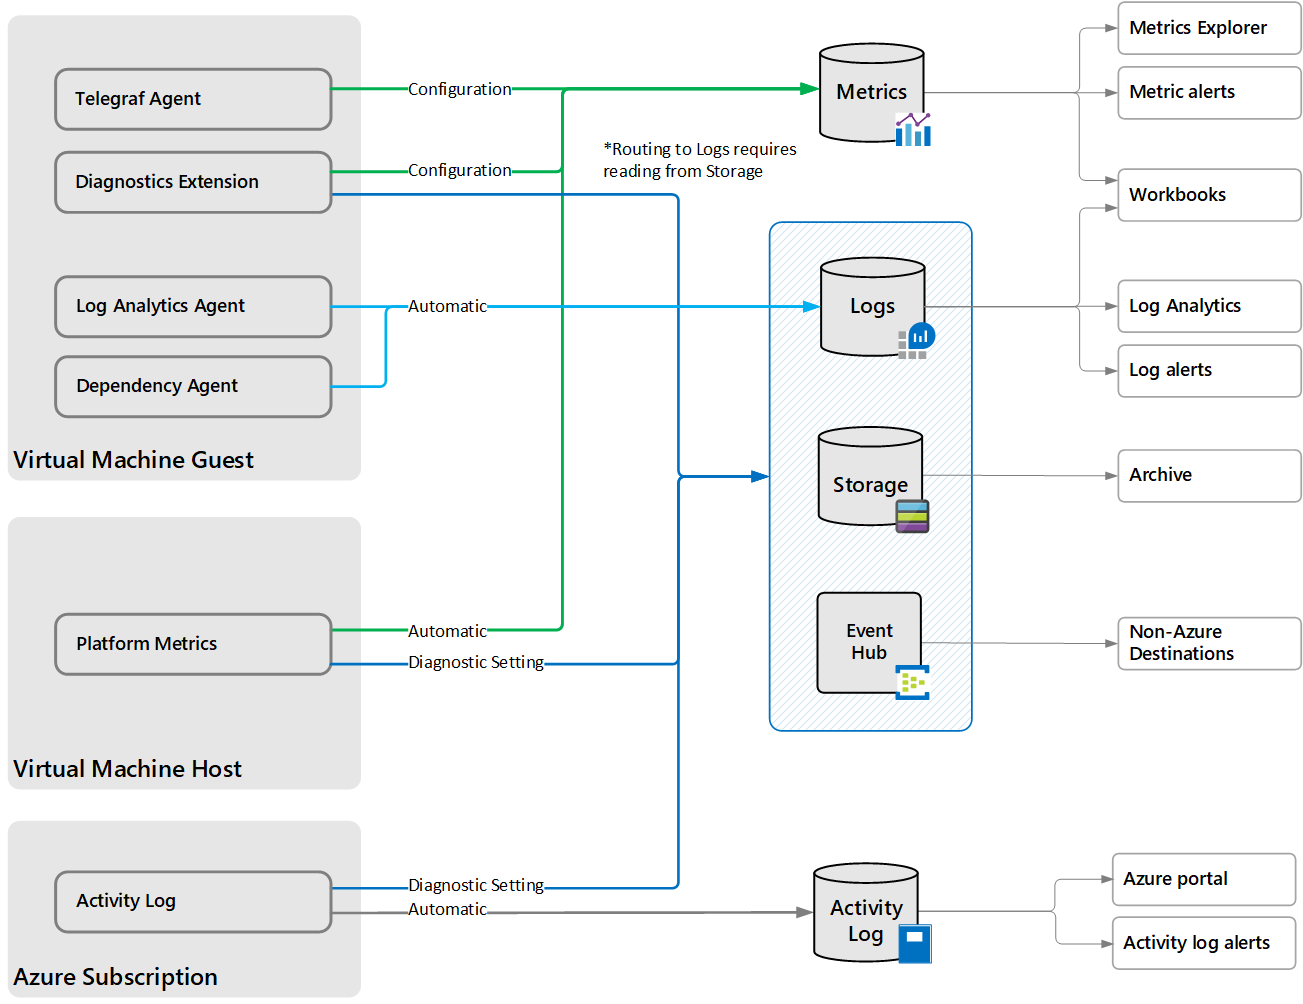 Telegraf Agent
Configuration
Metrics
Metrics Explorer
Metric alerts
Diagnostics Extension
Configuration
*Routing to Logs requires
reading from Storage
Workbooks
Log Analytics Agent
Automatic
Logs
Log Analytics
Dependency Agent
Log alerts
Virtual Machine Guest
Storage
Archive
Platform Metrics
Automatic
Diagnostic Setting
Event
Hub
Non-Azure
Destinations
Virtual Machine Host
Activity Log
Diagnostic Setting
Automatic
Activity
Log
Azure portal
Activity log alerts
Azure Subscription